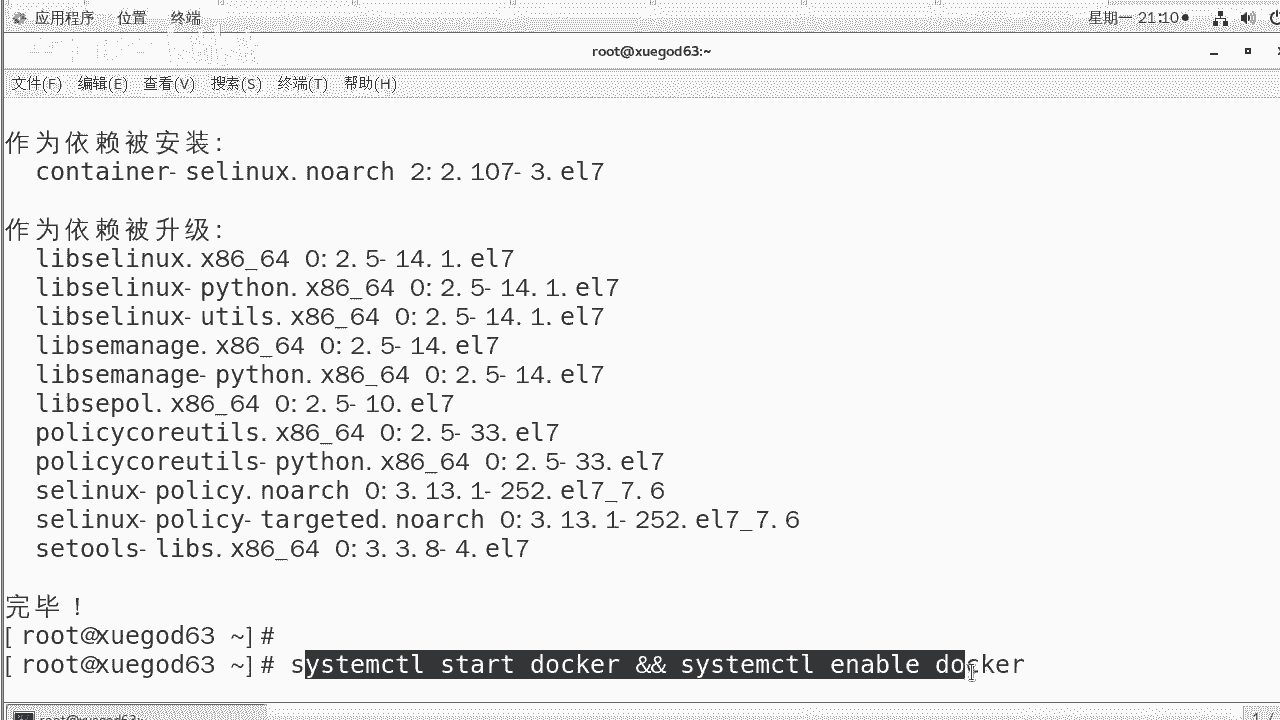 应用程序 位置 终端 星期一 21:10
root@xuegod63:~
文件(F) 编辑(E) 查看(V) 搜索(S) 终端(T) 帮助(H)
作为依赖被安装:
container-selinux.noarch 2:2.107-3.el7
作为依赖被升级:
libselinux.x86_64 0:2.5-14.1.el7
libselinux-python.x86_64 0:2.5-14.1.el7
libselinux-utils.x86_64 0:2.5-14.1.el7
libsemanage.x86_64 0:2.5-14.el7
libsemanage-python.x86_64 0:2.5-14.el7
libsepol.x86_64 0:2.5-10.el7
policycoreutils.x86_64 0:2.5-33.el7
policycoreutils-python.x86_64 0:2.5-33.el7
selinux-policy.noarch 0:3.13.1-252.el7_7.6
selinux-policy-targeted.noarch 0:3.13.1-252.el7_7.6
setools-libs.x86_64 0:3.3.8-4.el7
完毕！
[root@xuegod63 ~]#
[root@xuegod63 ~]# systemctl start docker && systemctl enable docker
root@xuegod63:~